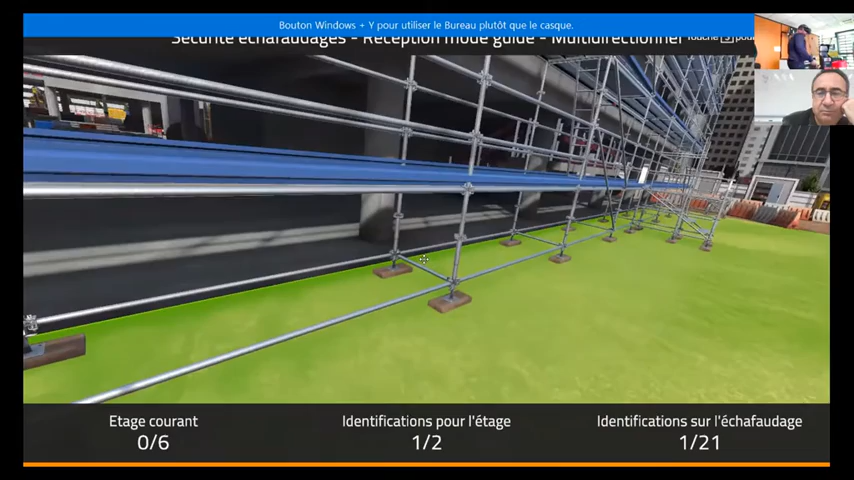 Bouton Windows + Y pour utiliser le Bureau plutôt que le casque.
Sécurité échafaudages - Réception mode guidé - Multidirectionnel
Etage courant
0/6
Identifications pour l'étage
1/2
Identifications sur l'échafaudage
1/21